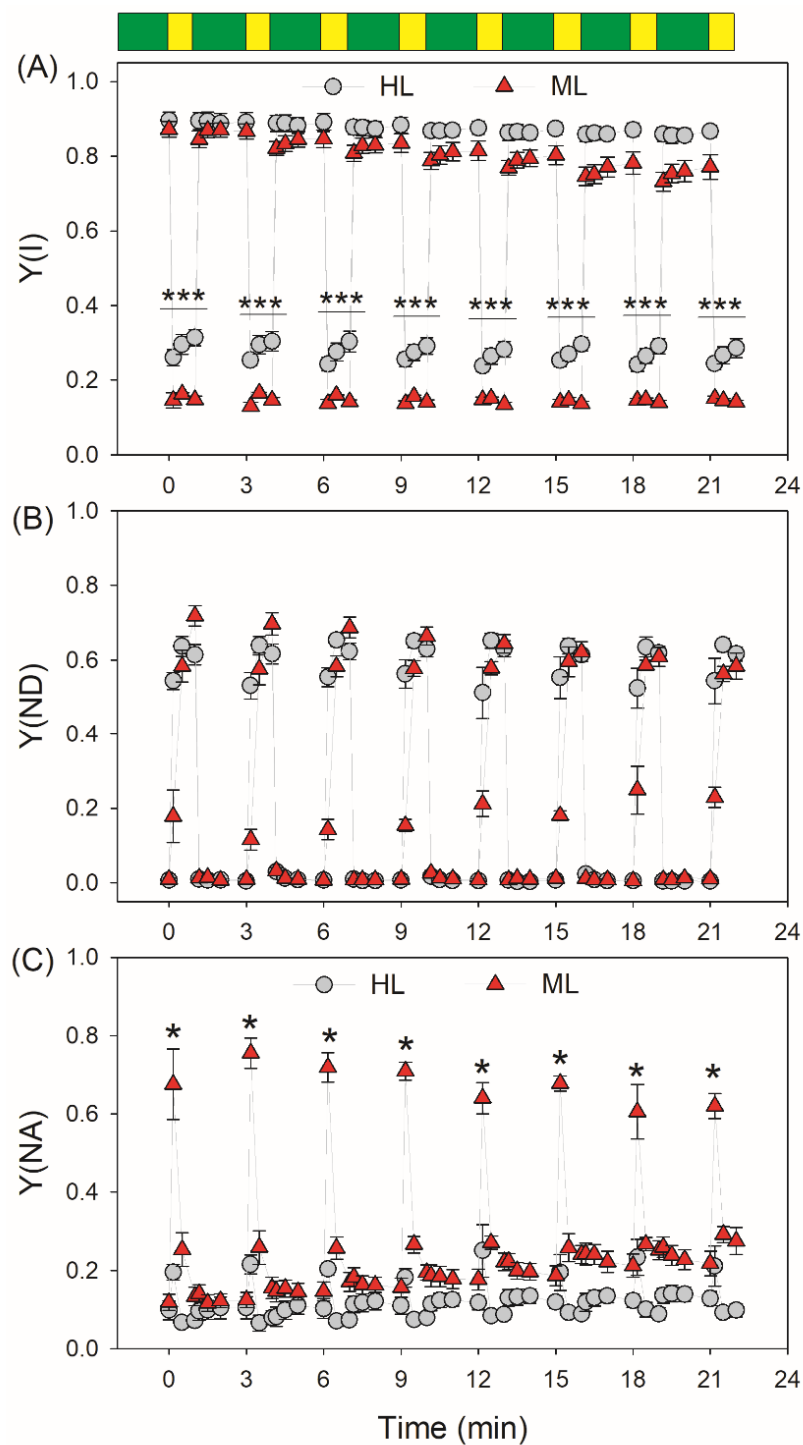 (A)
HL ML
1.0
0.8
0.6
0.4
0.2
0.0
Y(I)
*** *** *** *** *** *** *** ***
0 3 6 9 12 15 18 21 24
(B)
1.0
0.8
0.6
0.4
0.2
0.0
Y(ND)
0 3 6 9 12 15 18 21 24
(C)
HL ML
1.0
0.8
0.6
0.4
0.2
0.0
Y(NA)
* * * * * * * *
0 3 6 9 12 15 18 21 24
Time (min)